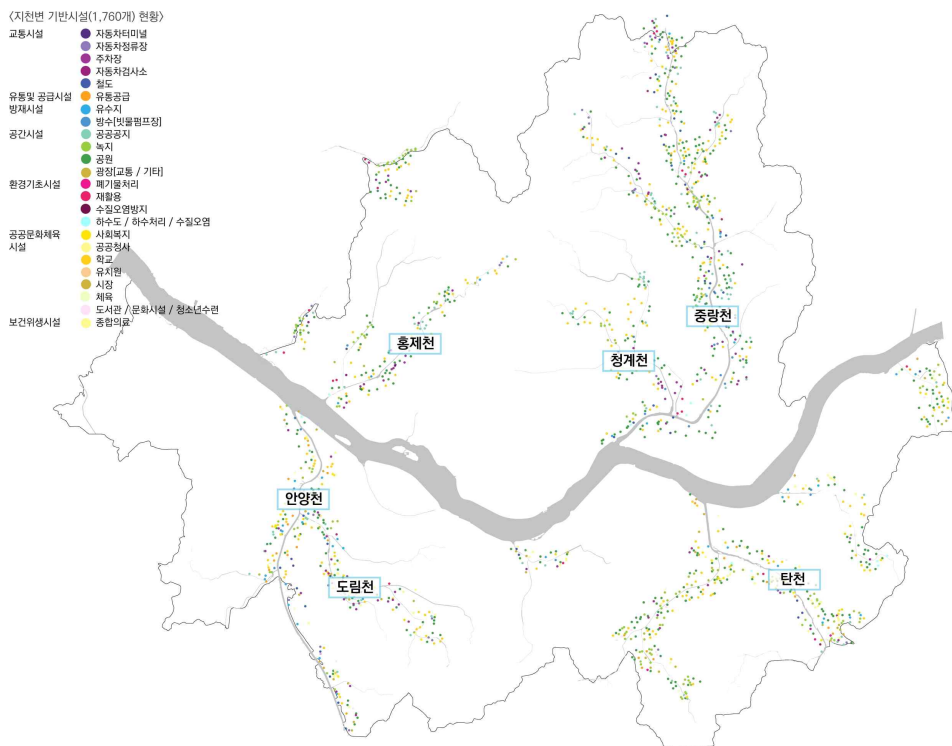 〈지천변 기반시설(1,760개) 현황〉
교통시설 자동차터미널
자동차정류장
주차장
자동차검사소
철도
유통및 공급시설 유통공급
방재시설 유수지
방수[빗물펌프장]
공간시설 공공공지
녹지
공원
광장[교통 / 기타]
환경기초시설 폐기물처리
재활용
수질오염방지
하수도 / 하수처리 / 수질오염
공공문화체육 사회복지
시설 공공청사
학교
유치원
시장
체육
도서관 / 문화시설 / 청소년수련
보건위생시설 종합의료
중랑천
홍제천
청계천
안양천
도림천
탄천